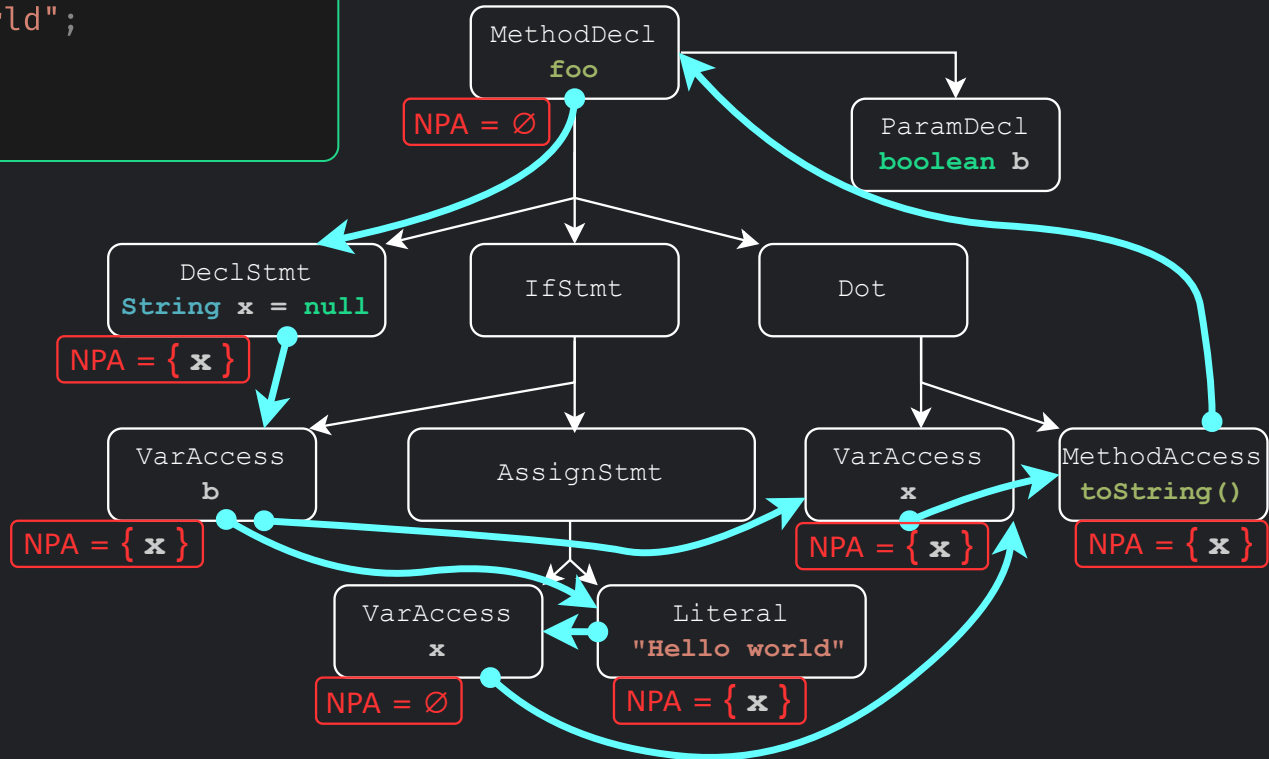 rld";
MethodDecl
foo
NPA = ∅
ParamDecl
boolean b
DeclStmt
String x = null
NPA = { x }
IfStmt
Dot
VarAccess
b
NPA = { x }
AssignStmt
VarAccess
x
NPA = { x }
MethodAccess
toString()
NPA = { x }
VarAccess
x
NPA = ∅
Literal
"Hello world"
NPA = { x }